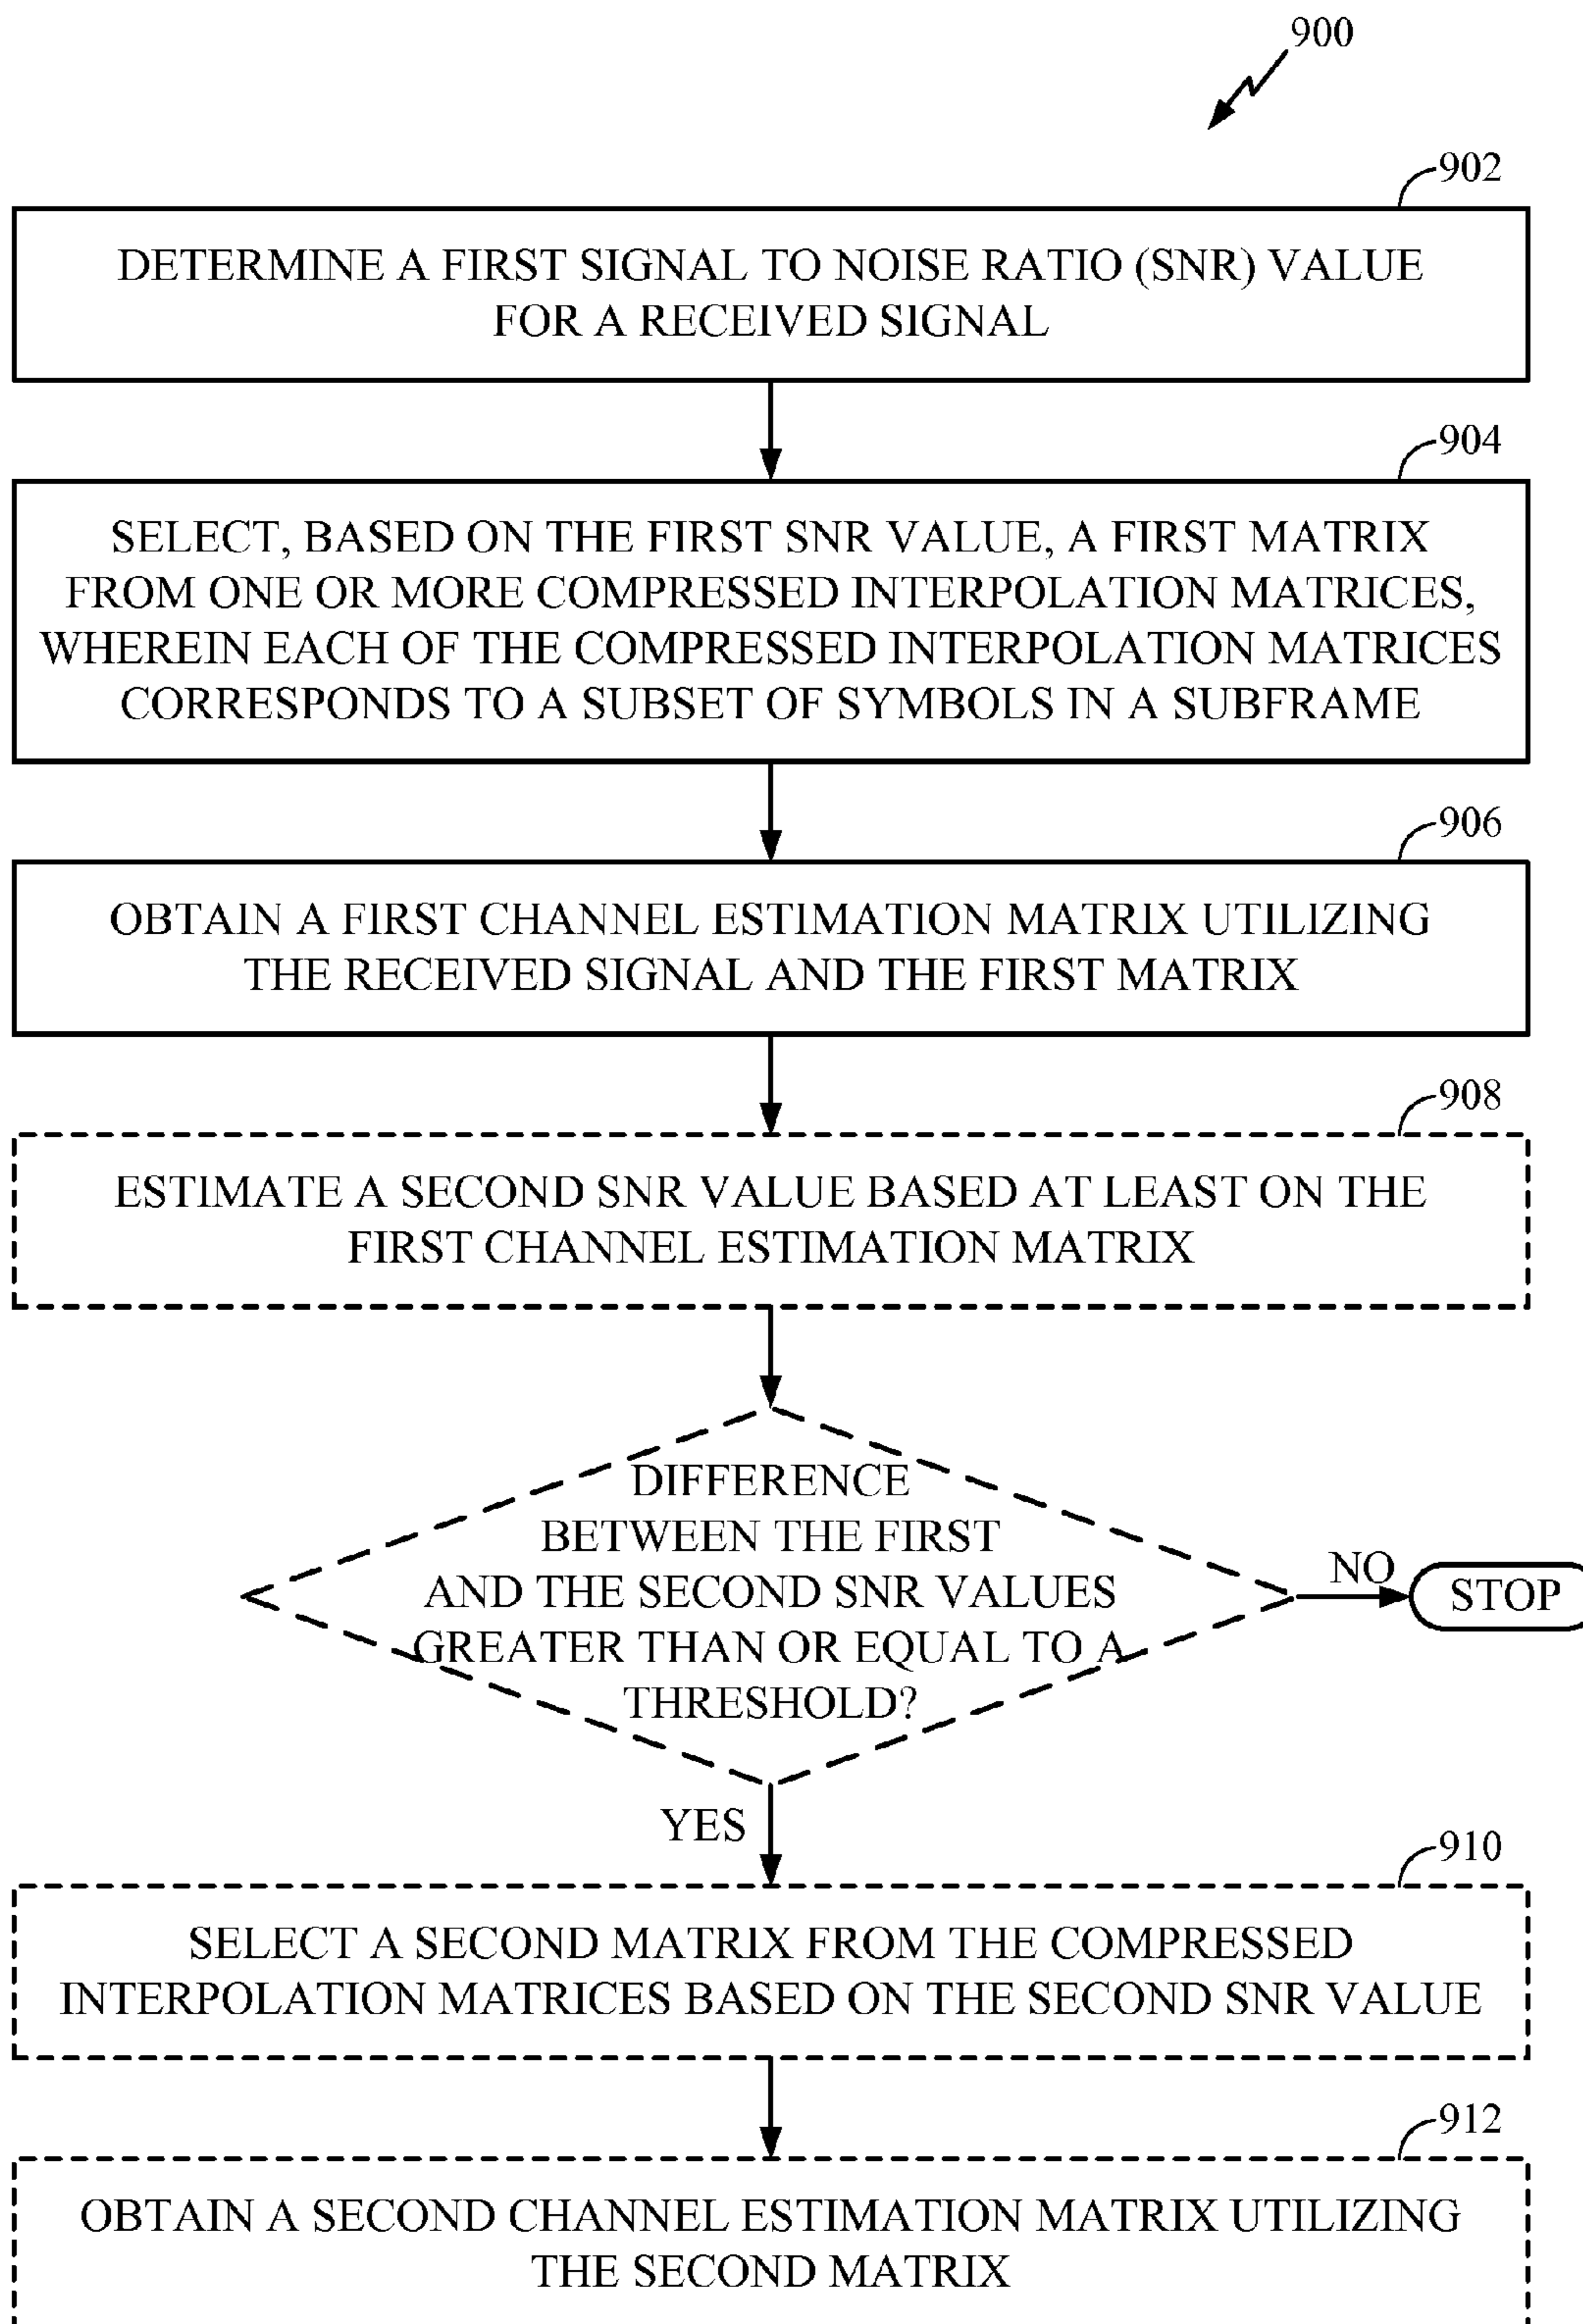 900
902
DETERMINE A FIRST SIGNAL TO NOISE RATIO (SNR) VALUE
FOR A RECEIVED SIGNAL
904
SELECT, BASED ON THE FIRST SNR VALUE, A FIRST MATRIX
FROM ONE OR MORE COMPRESSED INTERPOLATION MATRICES,
WHEREIN EACH OF THE COMPRESSED INTERPOLATION MATRICES
CORRESPONDS TO A SUBSET OF SYMBOLS IN A SUBFRAME
906
OBTAIN A FIRST CHANNEL ESTIMATION MATRIX UTILIZING
THE RECEIVED SIGNAL AND THE FIRST MATRIX
908
ESTIMATE A SECOND SNR VALUE BASED AT LEAST ON THE
FIRST CHANNEL ESTIMATION MATRIX
DIFFERENCE
BETWEEN THE FIRST
AND THE SECOND SNR VALUES
GREATER THAN OR EQUAL TO A
THRESHOLD?
NO
STOP
YES
910
SELECT A SECOND MATRIX FROM THE COMPRESSED
INTERPOLATION MATRICES BASED ON THE SECOND SNR VALUE
912
OBTAIN A SECOND CHANNEL ESTIMATION MATRIX UTILIZING
THE SECOND MATRIX